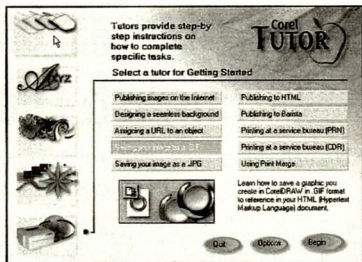 Tutors provide step-by
step instructions on
how to complete
specific tasks.
Corel
TUTOR
Select a tutor for Getting Started
Publishing images on the Internet
Designing a seamless background
Assigning a URL to an object
Saving your image as a .GIF
Saving your image as a .JPG
Publishing to HTML
Publishing to Barista
Printing at a service bureau (PRN)
Printing at a service bureau (CDR)
Using Print Merge
Learn how to save a graphic you
create in CorelDRAW in .GIF format
to reference in your HTML (Hypertext
Markup Language) document.
Quit
Options
Begin